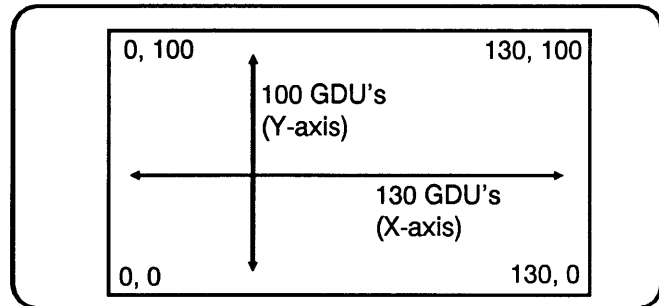 0, 100
130, 100
100 GDU's
(Y-axis)
130 GDU's
(X-axis)
0, 0
130, 0